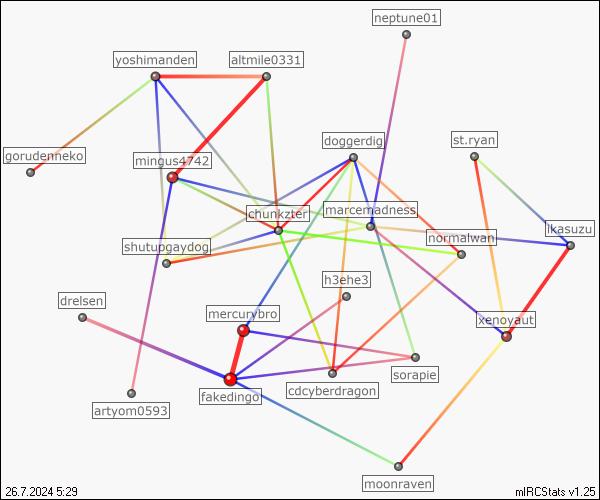 neptune01
yoshimanden
altmile0331
doggerdig
st.ryan
gorudenneko
mingus4742
chunkzter
marcemadness
normalwan
ikasuzu
shutupgaydog
h3ehe3
drelsen
mercurybro
xenoyaut
sorapie
cdcyberdragon
fakedingo
artyom0593
moonraven
26.7.2024 5:29
mIRCStats v1.25